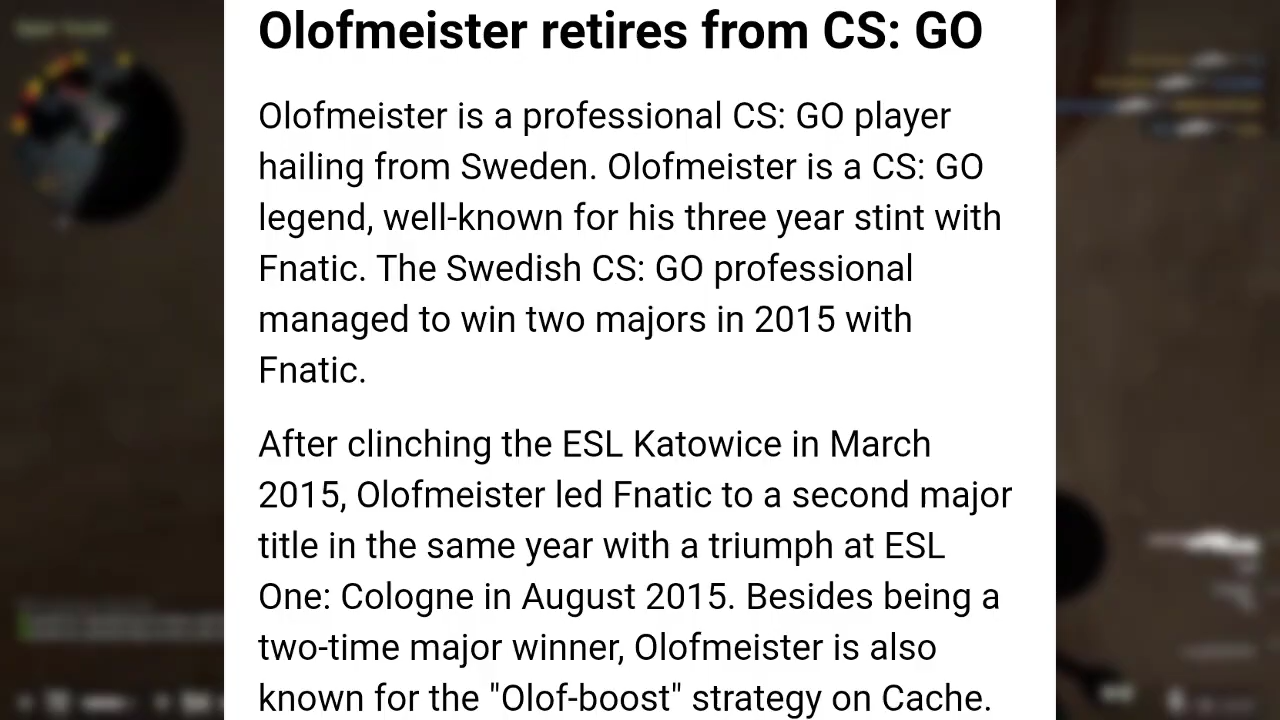 Olofmeister retires from CS: GO
Olofmeister is a professional CS: GO player
hailing from Sweden. Olofmeister is a CS: GO
legend, well-known for his three year stint with
Fnatic. The Swedish CS: GO professional
managed to win two majors in 2015 with
Fnatic.
After clinching the ESL Katowice in March
2015, Olofmeister led Fnatic to a second major
title in the same year with a triumph at ESL
One: Cologne in August 2015. Besides being a
two-time major winner, Olofmeister is also
known for the "Olof-boost" strategy on Cache.